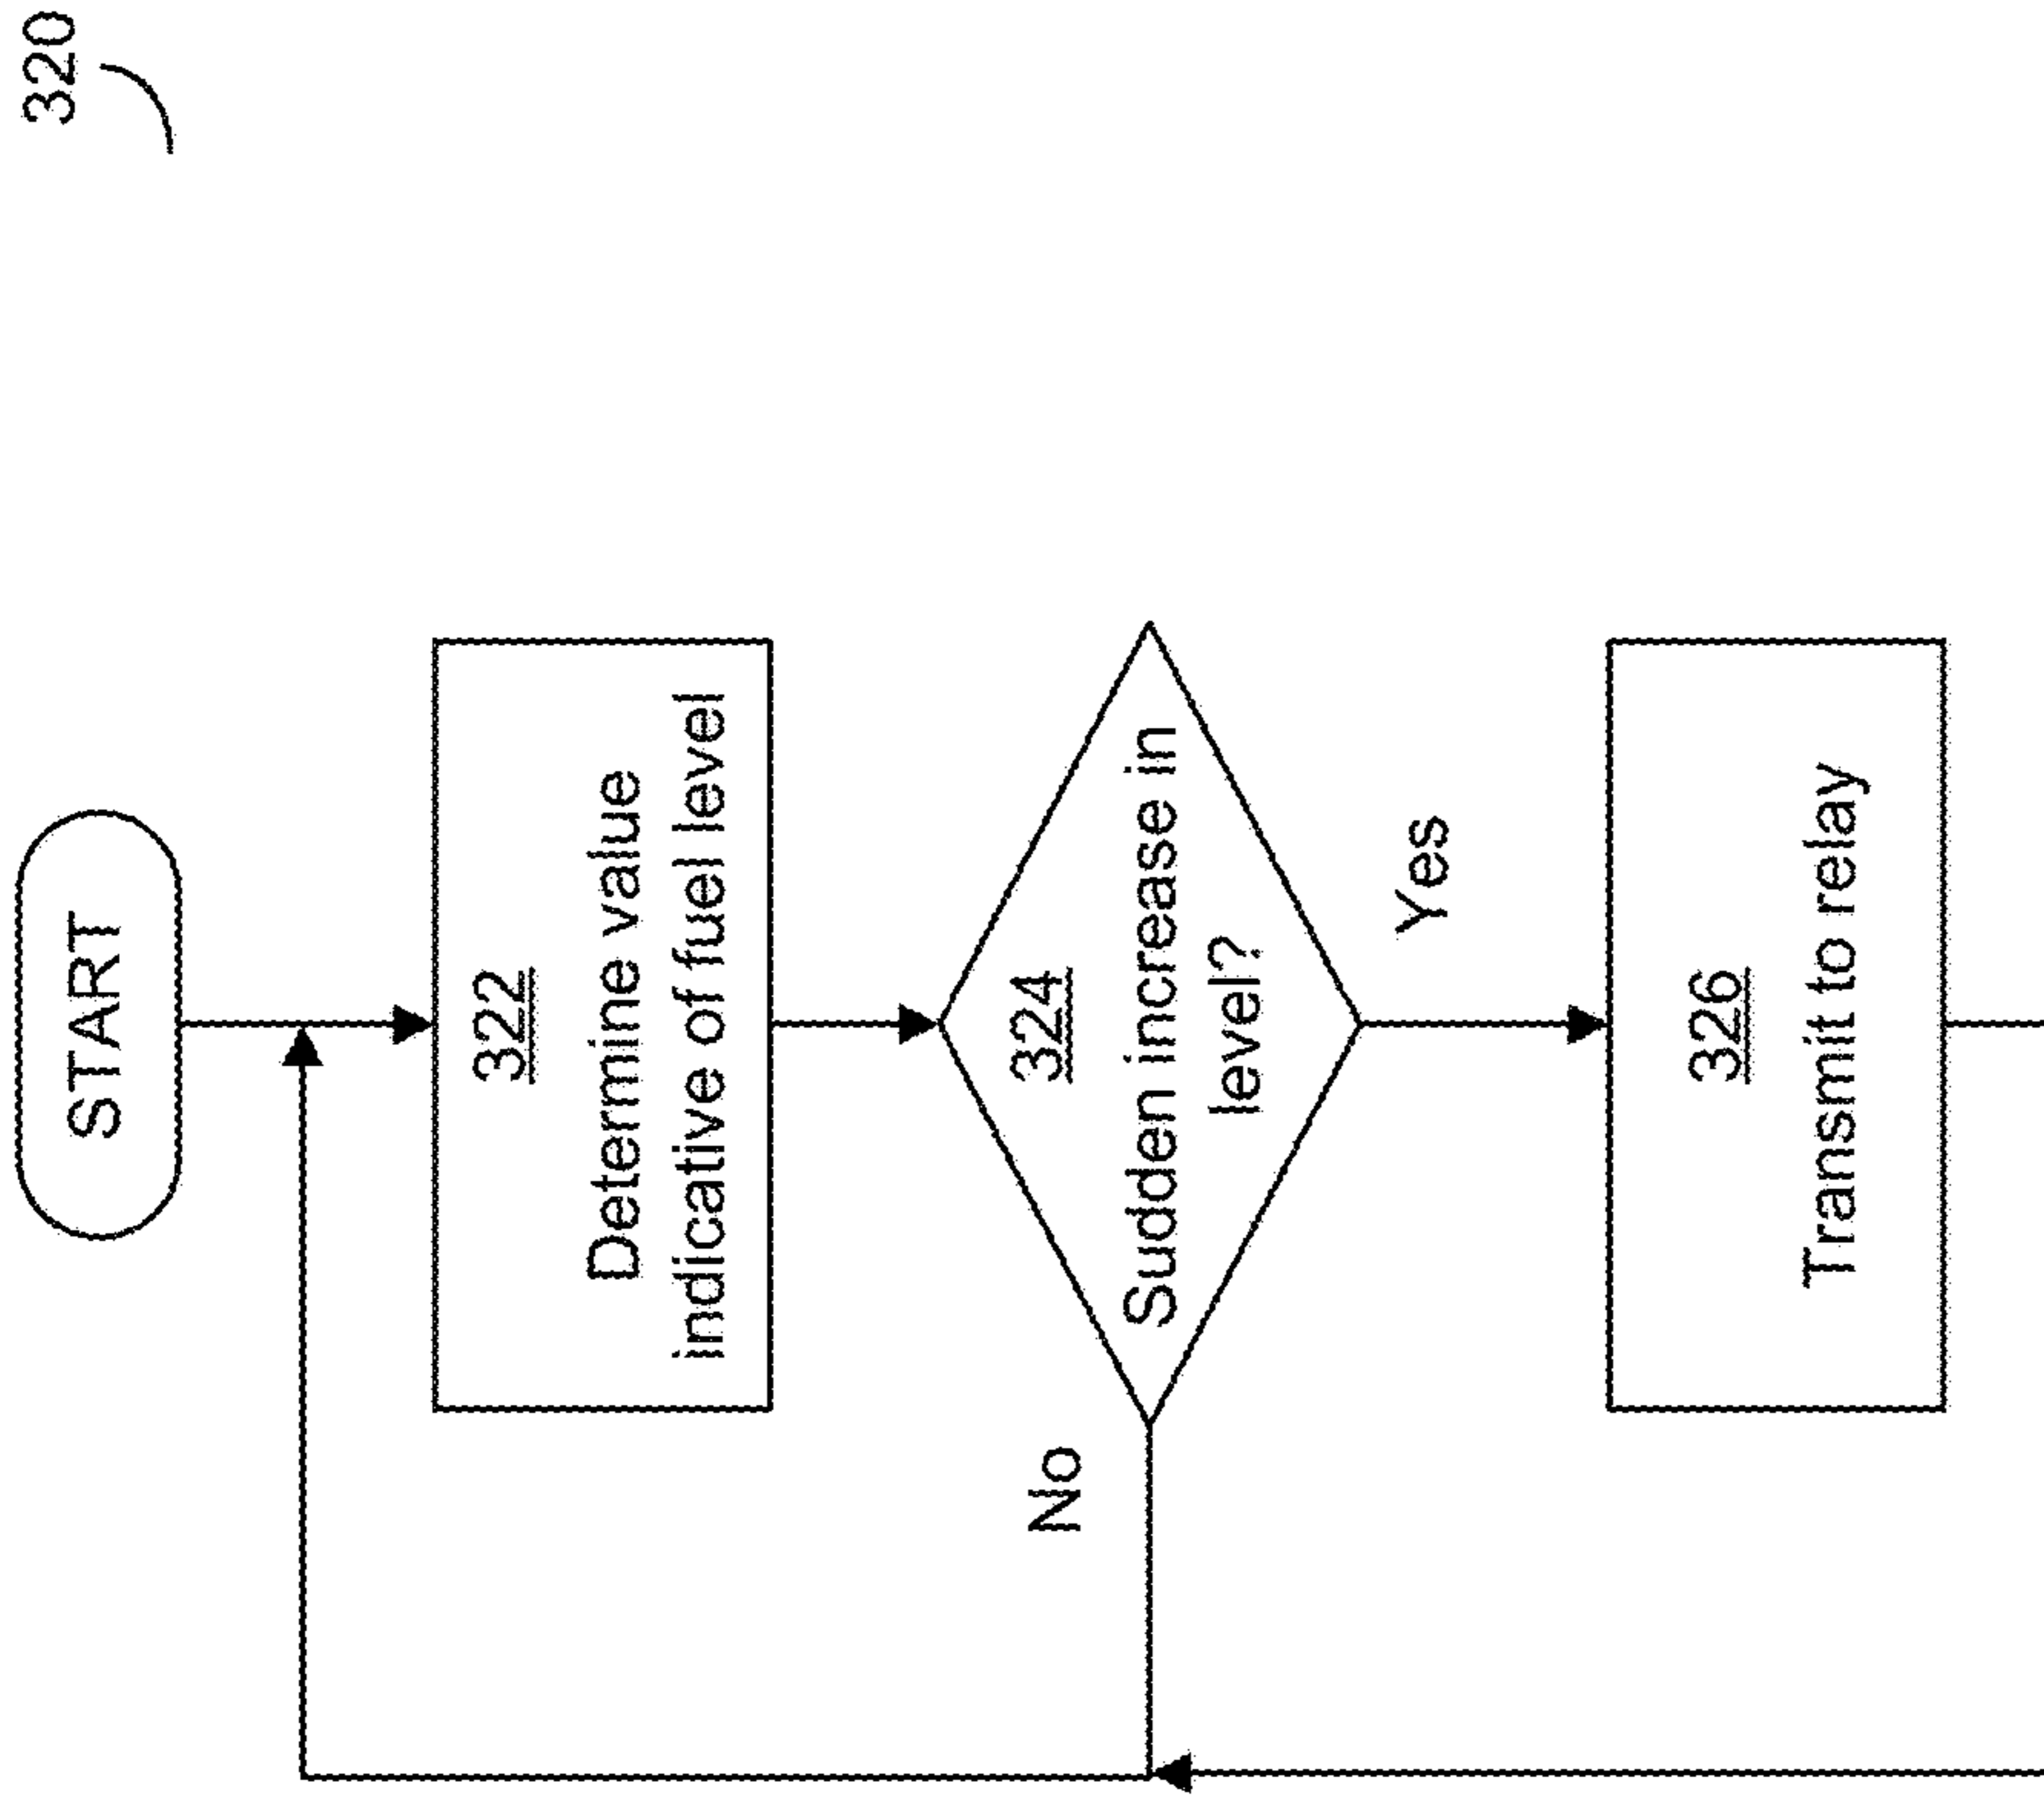 320
START
322
Determine value
indicative of fuel level
324
Sudden increase in
level?
No
Yes
326
Transmit to relay